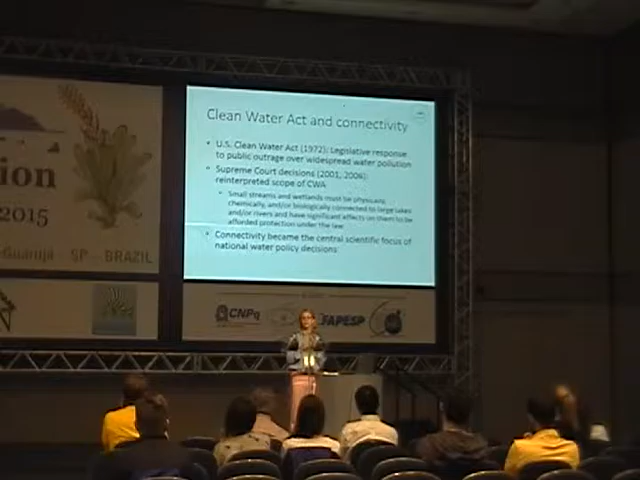 Clean Water Act and connectivity
• U.S. Clean Water Act (1972): Legislative response
to public outrage over widespread water pollution
• Supreme Court decisions (2001, 2006):
reinterpreted scope of CWA
• Small streams and wetlands must be physically,
chemically, and/or biologically connected to large lakes
and/or rivers and have significant effects on them to be
afforded protection under the law
• Connectivity became the central scientific focus of
national water policy decisions
ion
2015
Guarujá - SP - BRAZIL
CNPq
FAPESP